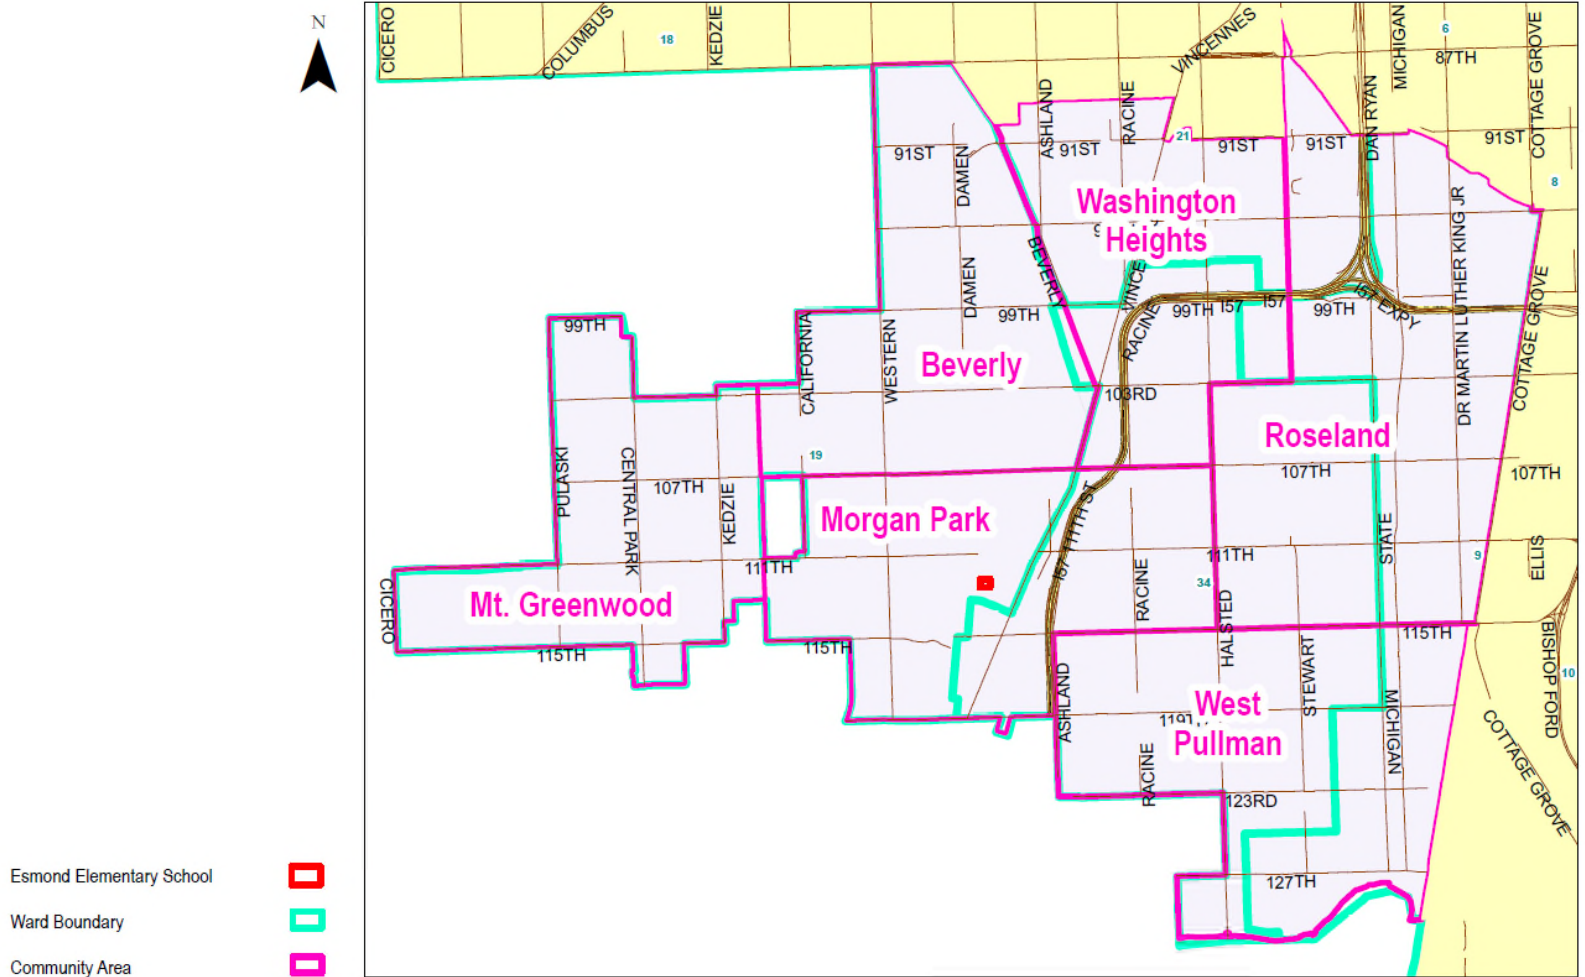 N
CICERO
COLUMBUS
18
KEDZIE
VINCENNES
MICHIGAN
6
87TH
COTTAGE GROVE
ASHLAND
RACINE
DAN RYAN
91ST
DAMEN
91ST
21
91ST
91ST
91ST
8
Washington
Heights
DR MARTIN LUTHER KING JR
BEVERLY
VINCE
DAMEN
99TH
CALIFORNIA
WESTERN
99TH
RACINE
99TH
I57
I57
99TH
I57 EXPY
COTTAGE GROVE
Beverly
103RD
Roseland
19
PULASKI
CENTRAL PARK
107TH
KEDZIE
107TH
107TH
Morgan Park
STATE
I57 111TH ST
111TH
111TH
9
ELLIS
CICERO
Mt. Greenwood
RACINE
34
HALSTED
115TH
115TH
115TH
STEWART
BISHOP FORD
10
ASHLAND
West
Pullman
MICHIGAN
COTTAGE GROVE
RACINE
123RD
127TH
Esmond Elementary School
Ward Boundary
Community Area